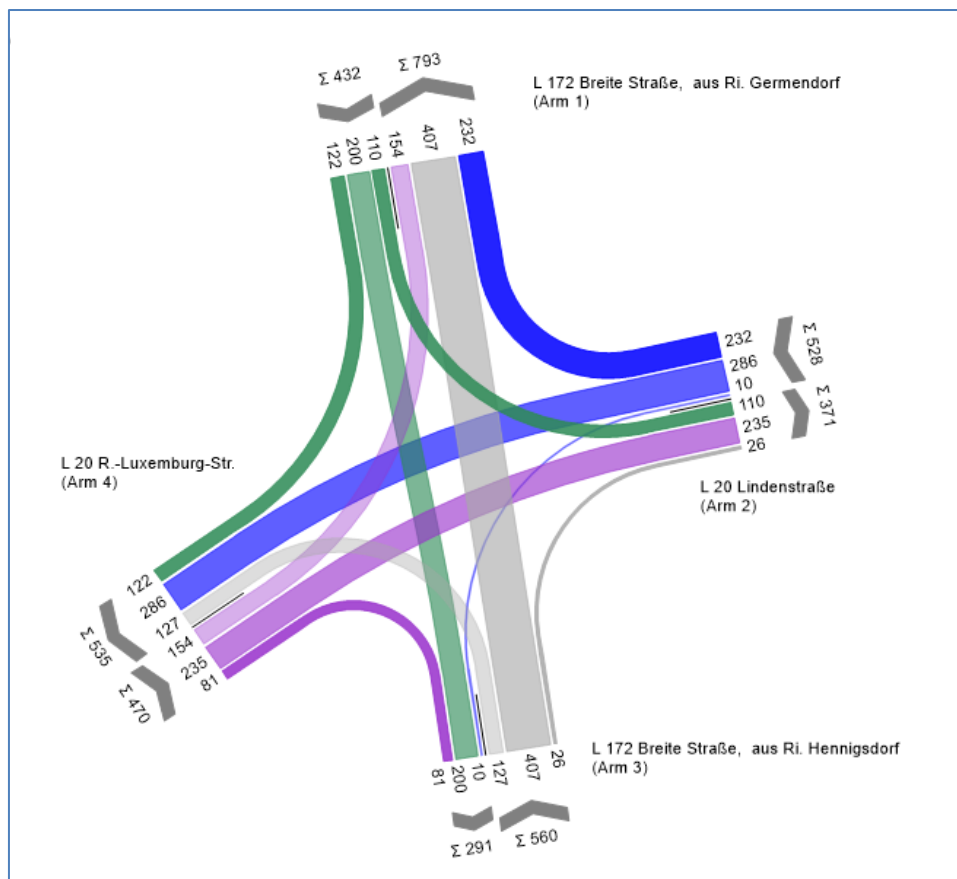 Σ 432
Σ 793
L 172 Breite Straße, aus Ri. Germendorf
(Arm 1)
122
200
110
154
407
232
232
286
10
110
235
26
Σ 528
Σ 371
L 20 R.-Luxemburg-Str.
(Arm 4)
L 20 Lindenstraße
(Arm 2)
122
286
127
154
235
81
Σ 535
Σ 470
81
200
10
127
407
26
L 172 Breite Straße, aus Ri. Hennigsdorf
(Arm 3)
Σ 291
Σ 560